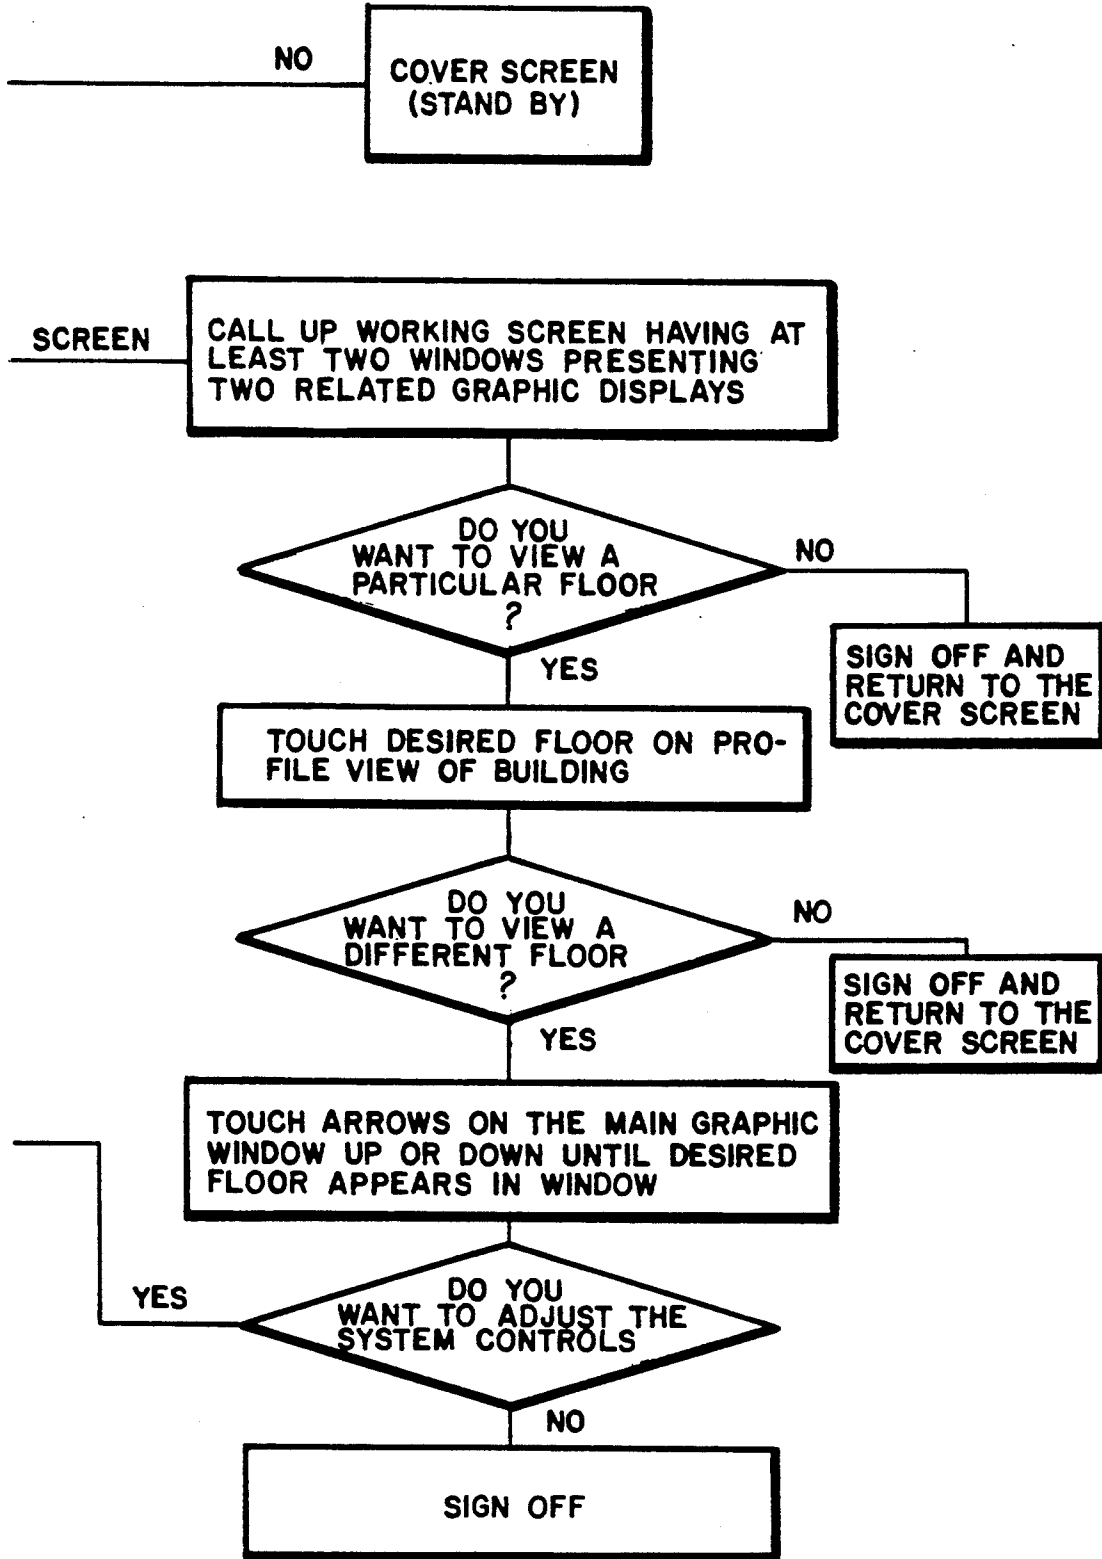 NO
COVER SCREEN
(STAND BY)
SCREEN
CALL UP WORKING SCREEN HAVING AT
LEAST TWO WINDOWS PRESENTING
TWO RELATED GRAPHIC DISPLAYS
DO YOU
WANT TO VIEW A
PARTICULAR FLOOR
?
NO
YES
SIGN OFF AND
RETURN TO THE
COVER SCREEN
TOUCH DESIRED FLOOR ON PRO-
FILE VIEW OF BUILDING
DO YOU
WANT TO VIEW A
DIFFERENT FLOOR
?
NO
YES
SIGN OFF AND
RETURN TO THE
COVER SCREEN
TOUCH ARROWS ON THE MAIN GRAPHIC
WINDOW UP OR DOWN UNTIL DESIRED
FLOOR APPEARS IN WINDOW
YES
DO YOU
WANT TO ADJUST THE
SYSTEM CONTROLS
NO
SIGN OFF